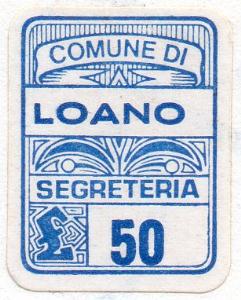 COMUNE DI
LOANO
SEGRETERIA
£ 50